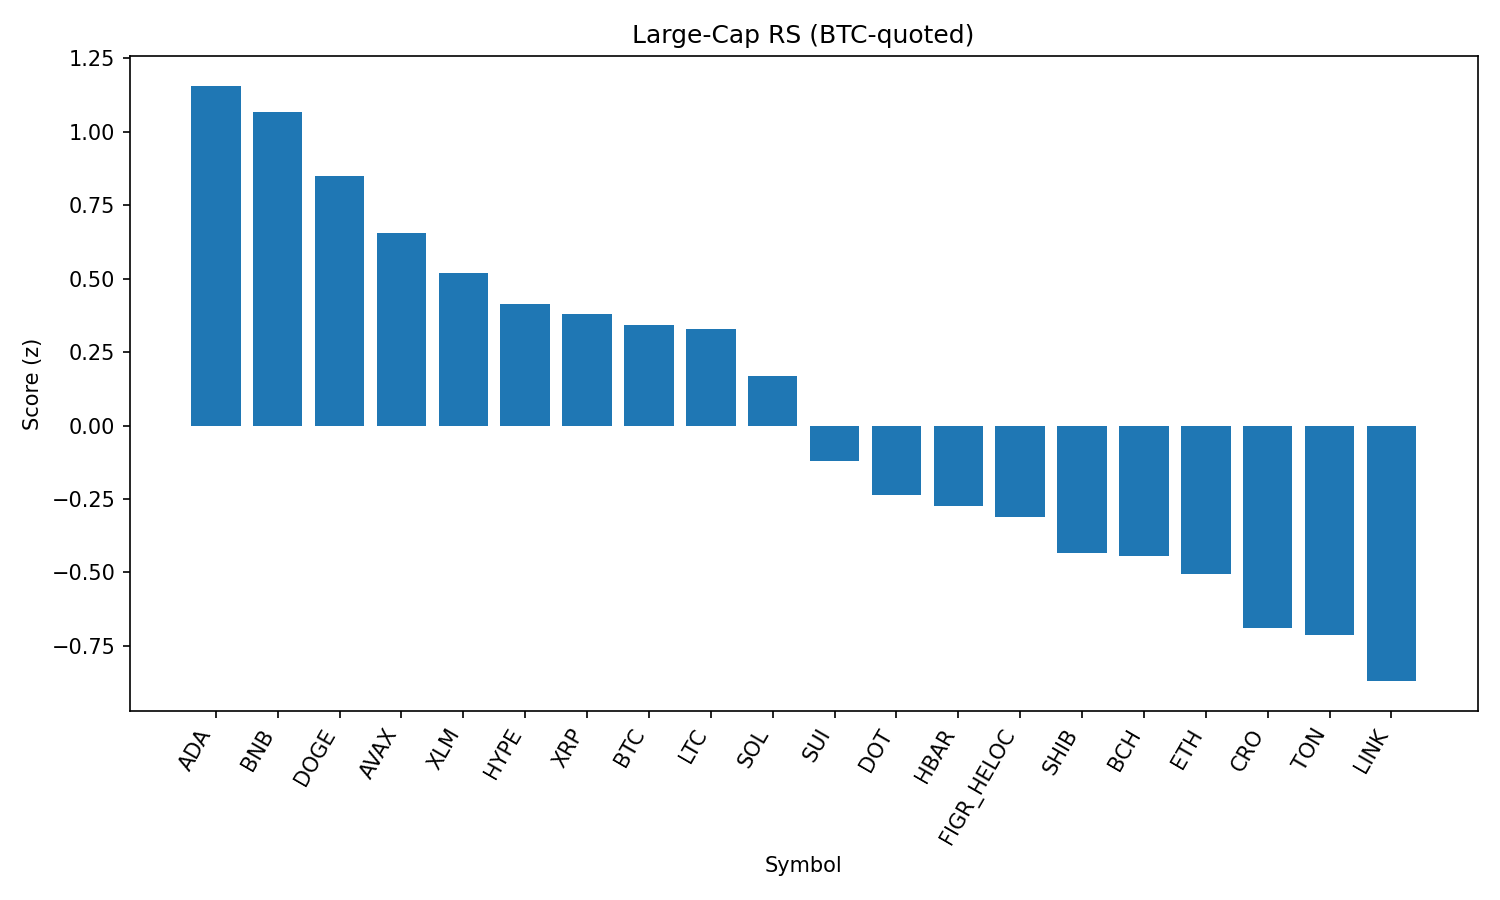 Large-Cap RS (BTC-quoted)
1.25
1.00
0.75
0.50
0.25
0.00
−0.25
−0.50
−0.75
Score (z)
ADA
BNB
DOGE
AVAX
XLM
HYPE
XRP
BTC
LTC
SOL
SUI
DOT
HBAR
FIGR_HELOC
SHIB
BCH
ETH
CRO
TON
LINK
Symbol